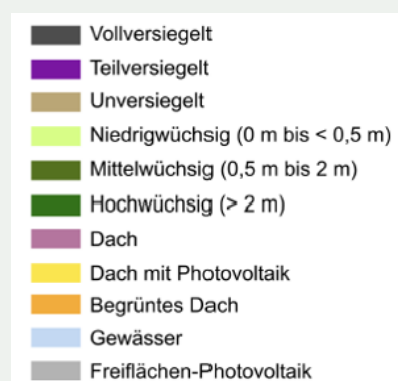 Vollversiegelt
Teilversiegelt
Unversiegelt
Niedrigwüchsig (0 m bis < 0,5 m)
Mittelwüchsig (0,5 m bis 2 m)
Hochwüchsig (> 2 m)
Dach
Dach mit Photovoltaik
Begrüntes Dach
Gewässer
Freiflächen-Photovoltaik